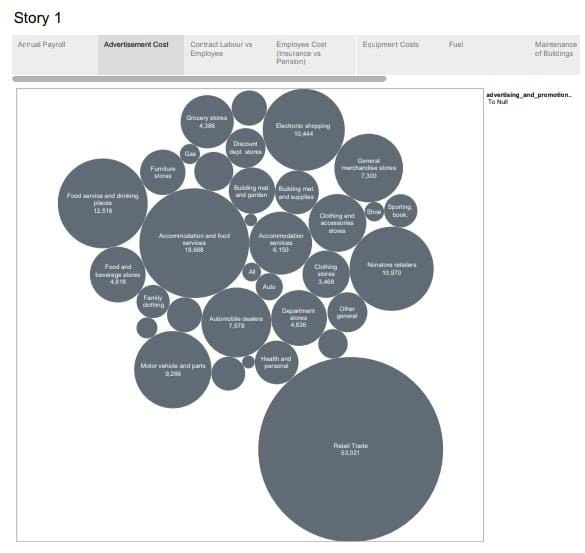 Story 1
Annual Payroll
Advertisement Cost
Contract Labour vs
Employee
Employee Cost
(Insurance vs
Pension)
Equipment Costs
Fuel
Maintenance
of Buildings
advertising_and_promotion..
To Null
Grocery stores
4,386
Electronic shopping
10,444
Discount
dept. stores
Gas
General
merchandise stores
7,300
Furniture
stores
Building mat.
and garden
Building mat.
and supplies
Food service and drinking
places
12,518
Shoe
Sporting,
book,
Clothing and
accessories
stores
Accommodation and food
services
18,668
Accommodation
services
6,150
Nonstore retailers
10,970
Food and
beverage stores
4,818
All
Clothing
stores
3,468
Auto
Family
clothing
Automobile dealers
7,578
Department
stores
4,826
Other
general
Motor vehicle and parts
9,266
Health and
personal
Retail Trade
53,021